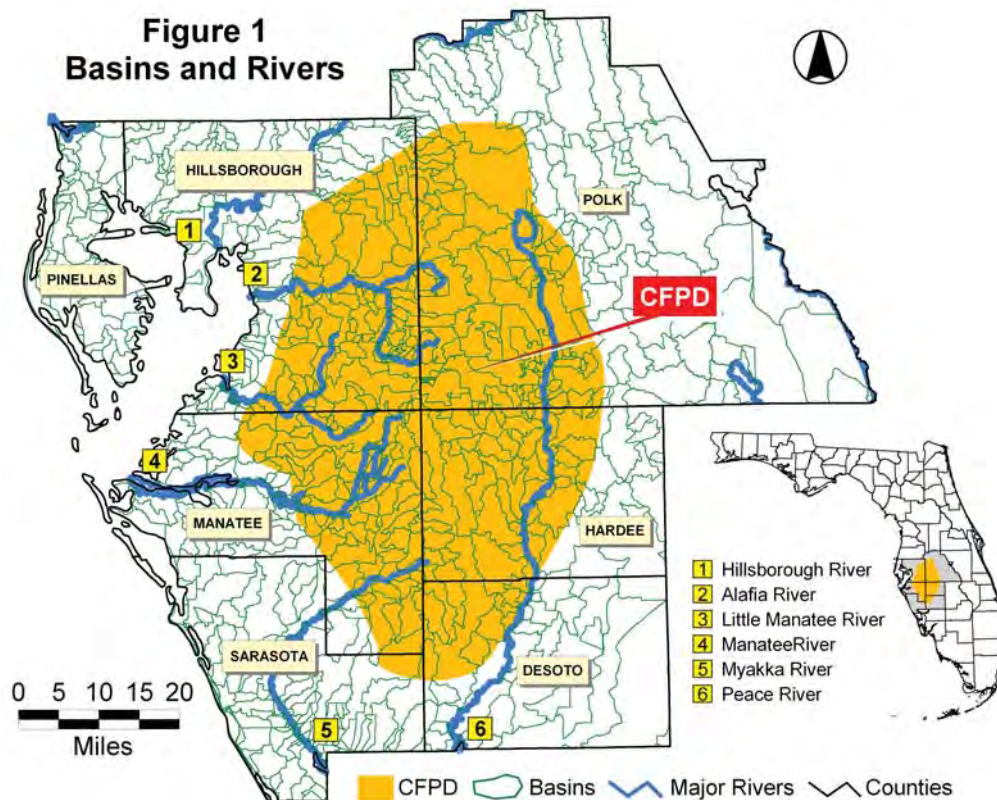 Figure 1
Basins and Rivers
HILLSBOROUGH
POLK
1
PINELLAS
2
CFPD
3
4
MANATEE
HARDEE
1 Hillsborough River
2 Alafia River
3 Little Manatee River
4 ManateeRiver
5 Myakka River
6 Peace River
SARASOTA
DESOTO
0 5 10 15 20
Miles
5
6
CFPD Basins Major Rivers Counties